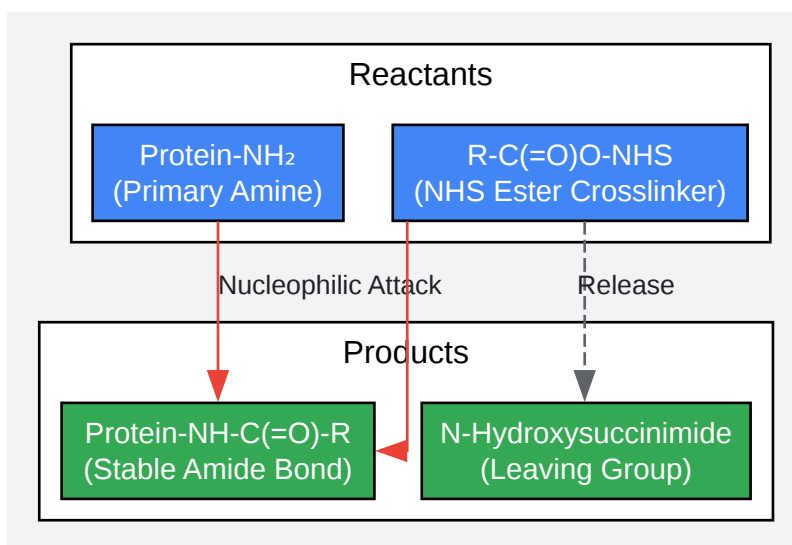 Reactants
Protein-NH₂
(Primary Amine)
R-C(=O)O-NHS
(NHS Ester Crosslinker)
Nucleophilic Attack
Release
Products
Protein-NH-C(=O)-R
(Stable Amide Bond)
N-Hydroxysuccinimide
(Leaving Group)